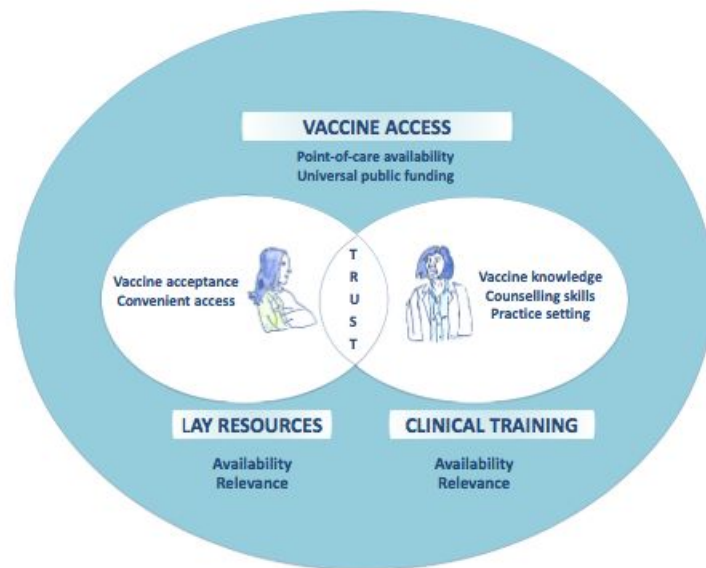 VACCINE ACCESS
Point-of-care availability
Universal public funding
Vaccine acceptance
Convenient access
TRUST
Vaccine knowledge
Counselling skills
Practice setting
LAY RESOURCES
Availability
Relevance
CLINICAL TRAINING
Availability
Relevance